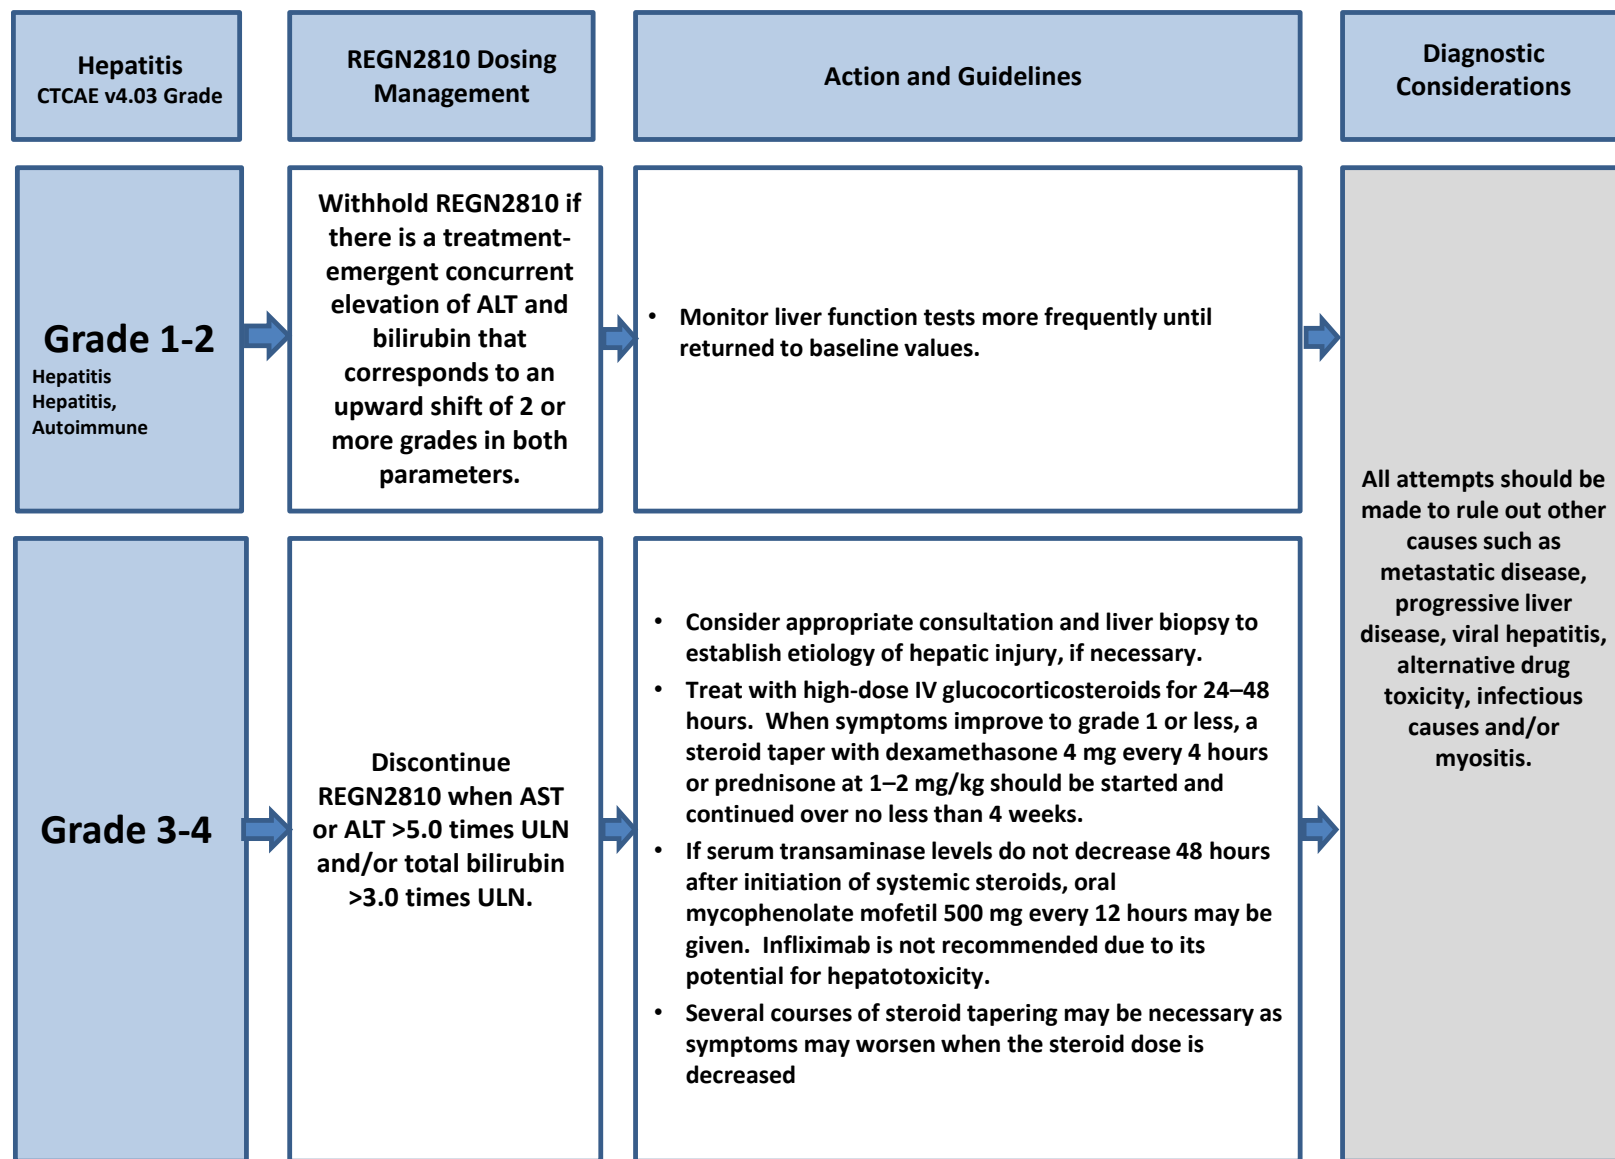 Hepatitis
CTCAE v4.03 Grade
REGN2810 Dosing
Management
Action and Guidelines
Diagnostic
Considerations
Grade 1-2
Hepatitis
Hepatitis,
Autoimmune
Withhold REGN2810 if
there is a treatment-
emergent concurrent
elevation of ALT and
bilirubin that
corresponds to an
upward shift of 2 or
more grades in both
parameters.
• Monitor liver function tests more frequently until
returned to baseline values.
Grade 3-4
Discontinue
REGN2810 when AST
or ALT >5.0 times ULN
and/or total bilirubin
>3.0 times ULN.
• Consider appropriate consultation and liver biopsy to
establish etiology of hepatic injury, if necessary.
• Treat with high-dose IV glucocorticosteroids for 24–48
hours.  When symptoms improve to grade 1 or less, a
steroid taper with dexamethasone 4 mg every 4 hours
or prednisone at 1–2 mg/kg should be started and
continued over no less than 4 weeks.
• If serum transaminase levels do not decrease 48 hours
after initiation of systemic steroids, oral
mycophenolate mofetil 500 mg every 12 hours may be
given.  Infliximab is not recommended due to its
potential for hepatotoxicity.
• Several courses of steroid tapering may be necessary as
symptoms may worsen when the steroid dose is
decreased
All attempts should be
made to rule out other
causes such as
metastatic disease,
progressive liver
disease, viral hepatitis,
alternative drug
toxicity, infectious
causes and/or
myositis.